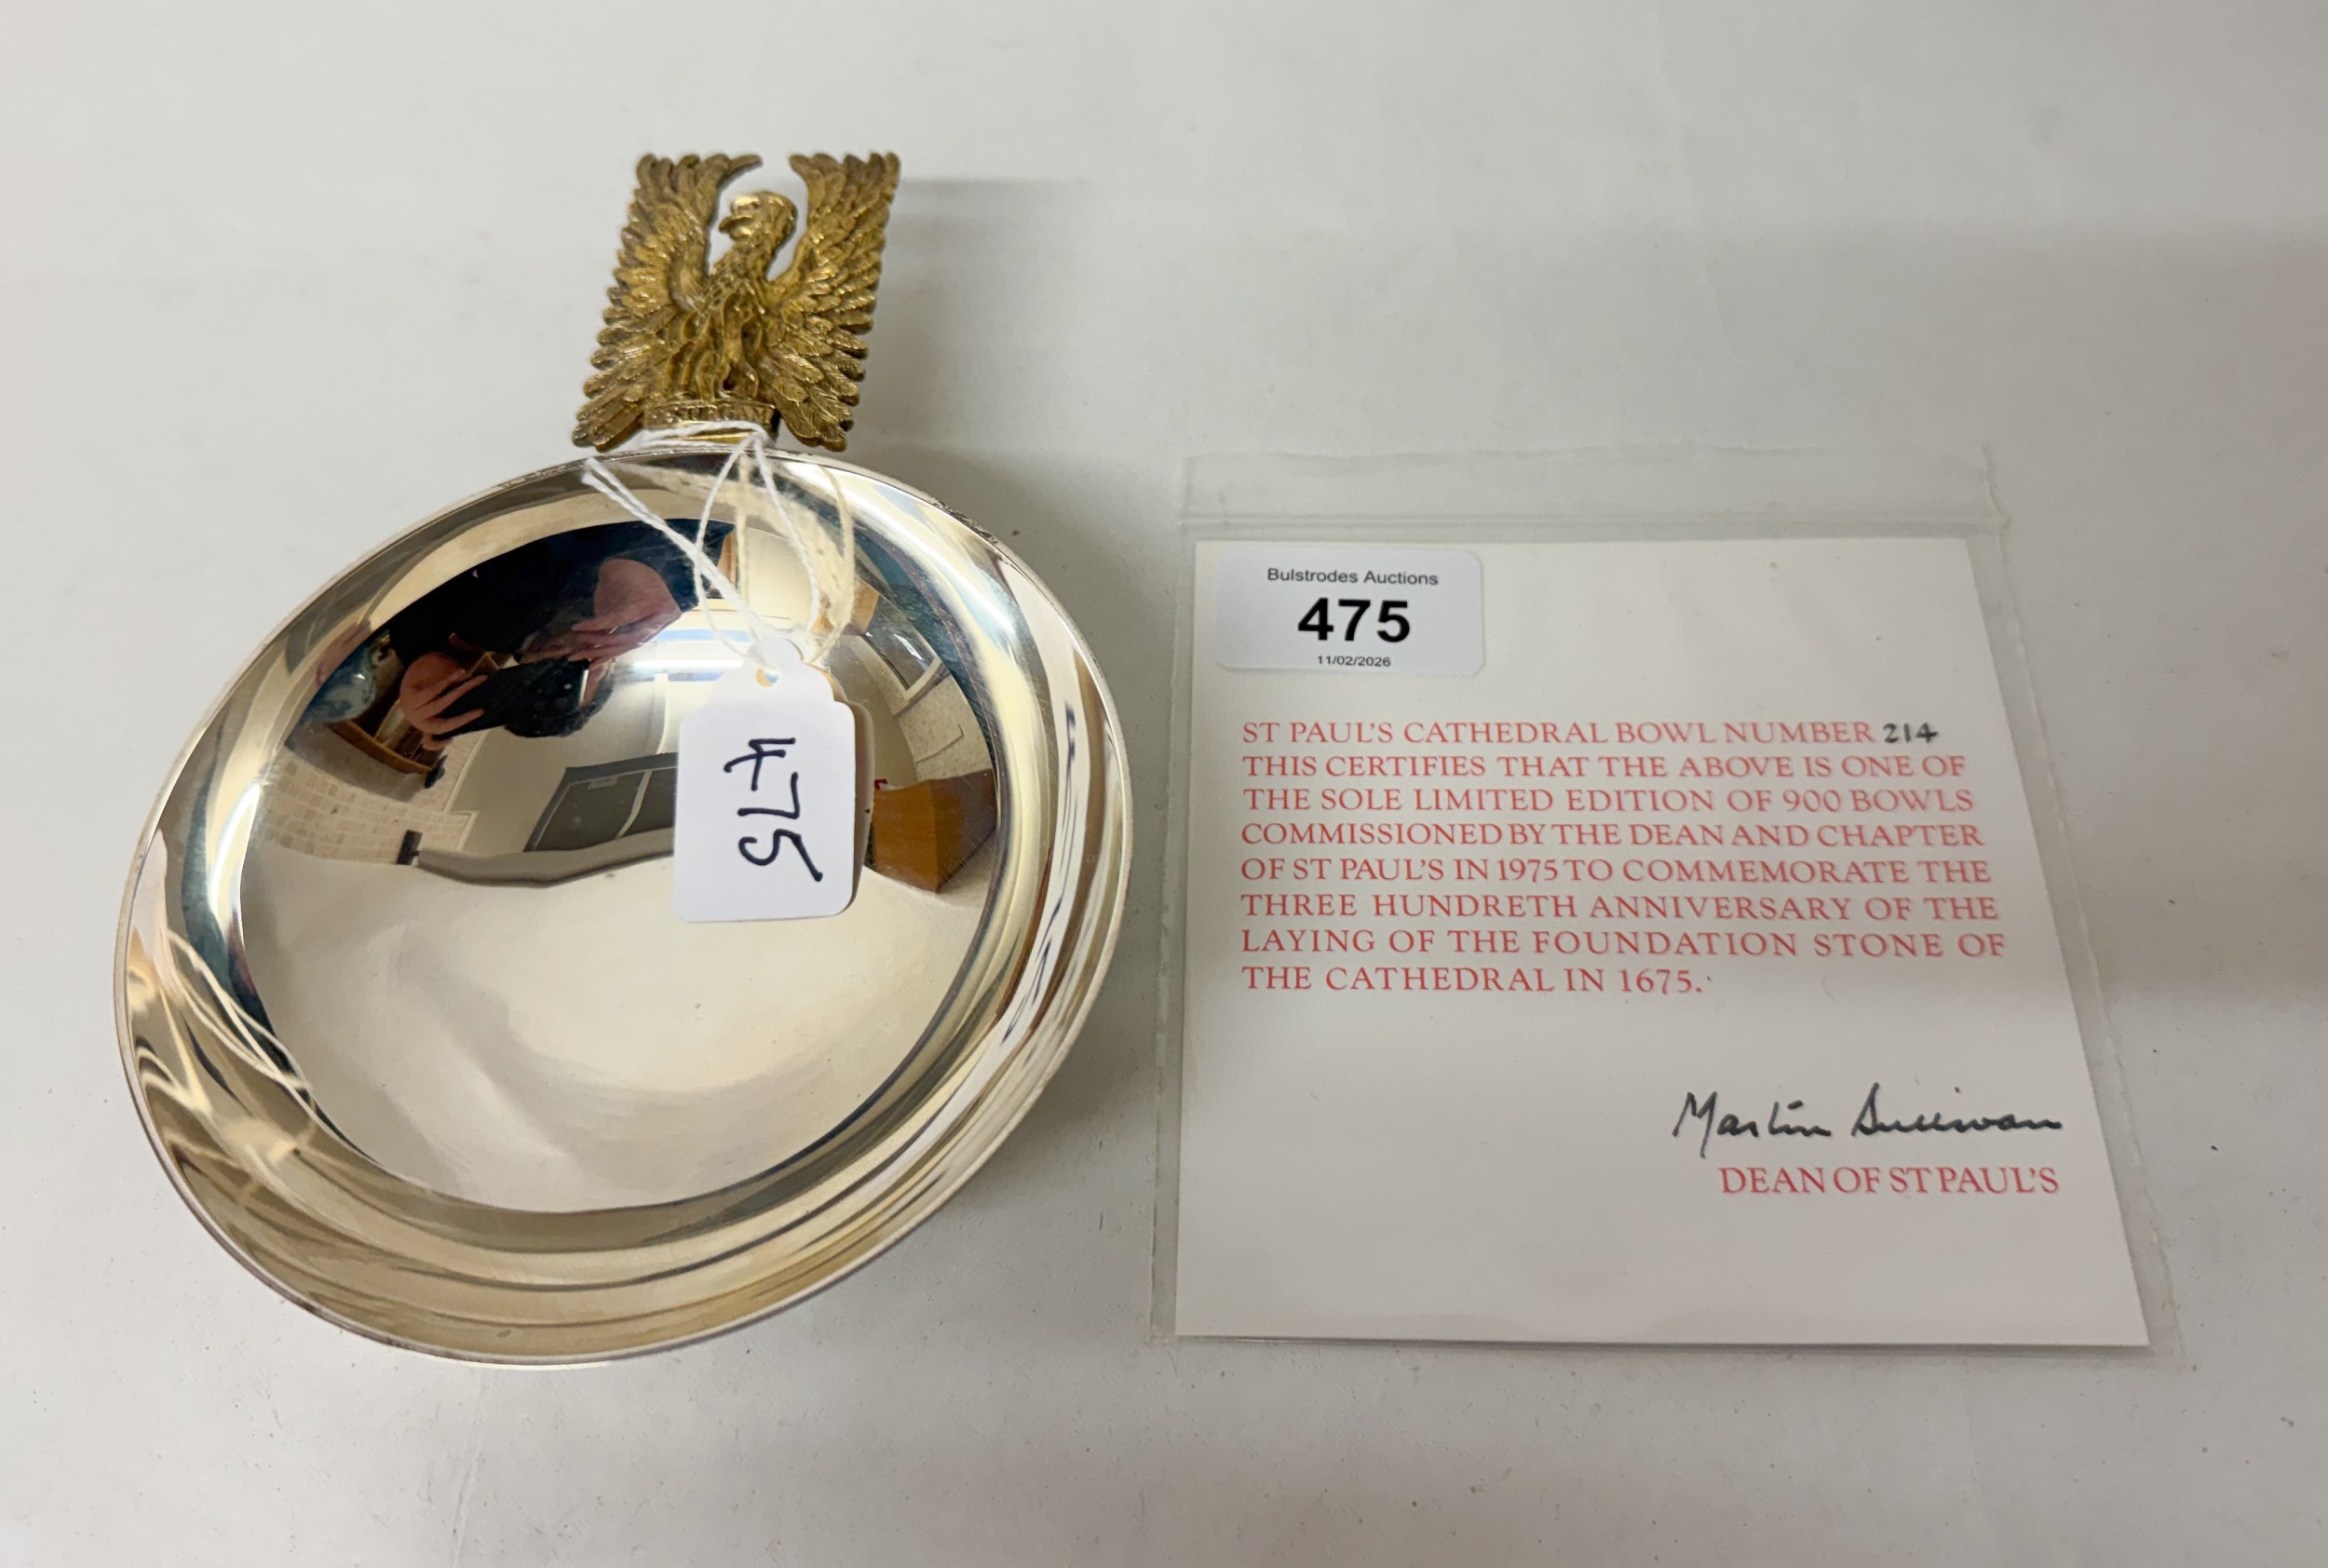 SURGAM
475
Bulstrodes Auctions
475
11/02/2026
ST PAUL'S CATHEDRAL BOWL NUMBER 214
THIS CERTIFIES THAT THE ABOVE IS ONE OF
THE SOLE LIMITED EDITION OF 900 BOWLS
COMMISSIONED BY THE DEAN AND CHAPTER
OF ST PAUL'S IN 1975 TO COMMEMORATE THE
THREE HUNDRETH ANNIVERSARY OF THE
LAYING OF THE FOUNDATION STONE OF
THE CATHEDRAL IN 1675.
Martin Sullivan
DEAN OF ST PAUL'S